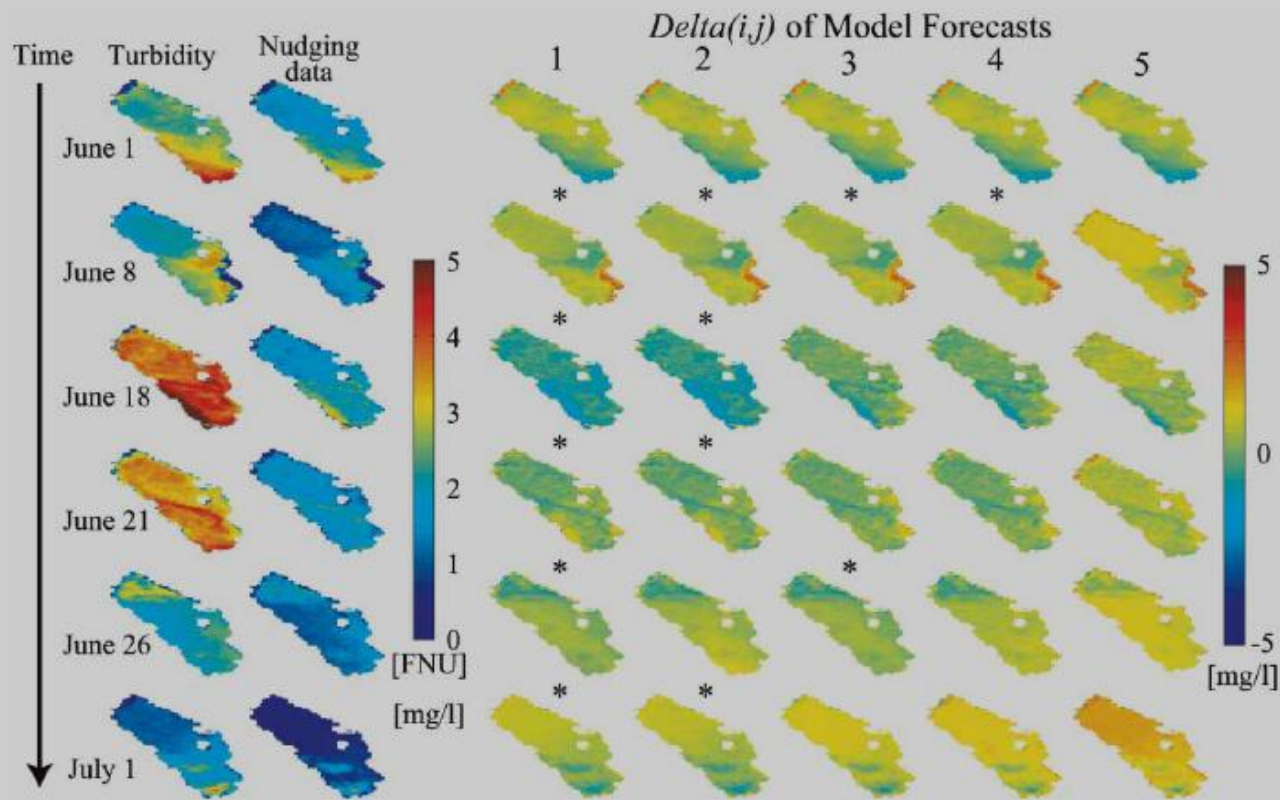 Delta(i,j) of Model Forecasts
Time Turbidity Nudging data 1 2 3 4 5
June 1
* * * *
June 8
* *
June 18
* *
June 21
* *
June 26
* *
July 1
5
4
3
2
1
0
[FNU]
[mg/l]
5
0
-5
[mg/l]